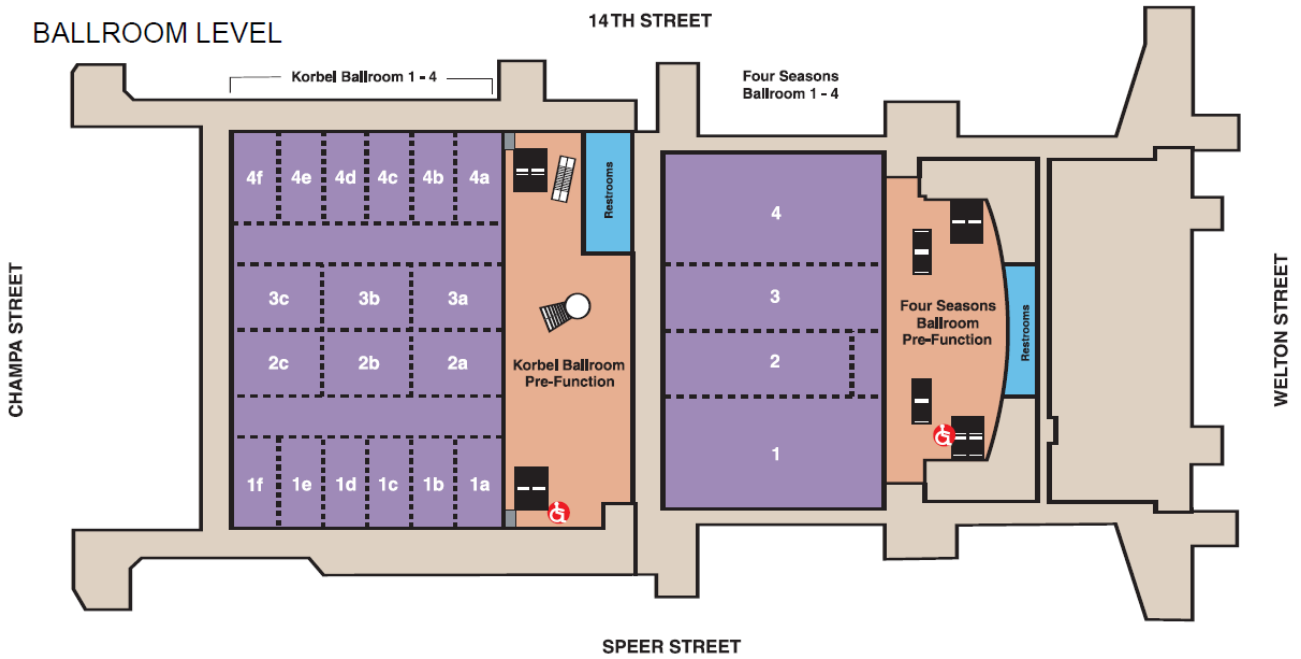 14TH STREET
BALLROOM LEVEL
Korbel Ballroom 1 - 4
Four Seasons
Ballroom 1 - 4
4f 4e 4d 4c 4b 4a
Restrooms
4
3c 3b 3a
3
2c 2b 2a
2
Korbel Ballroom
Pre-Function
Four Seasons
Ballroom
Pre-Function
Restrooms
1f 1e 1d 1c 1b 1a
1
CHAMPA STREET
WELTON STREET
SPEER STREET